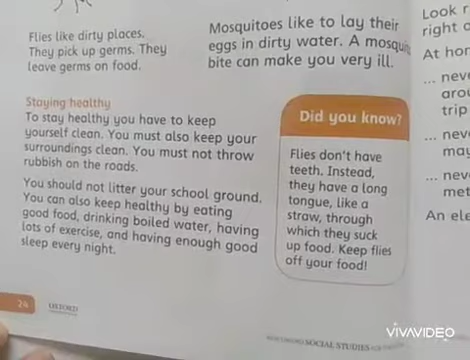 Flies like dirty places.
They pick up germs. They
leave germs on food.
Mosquitoes like to lay their
eggs in dirty water. A mosquito
bite can make you very ill.
Staying healthy
To stay healthy you have to keep
yourself clean. You must also keep your
surroundings clean. You must not throw
rubbish on the roads.
You should not litter your school ground.
You can also keep healthy by eating
good food, drinking boiled water, having
lots of exercise, and having enough good
sleep every night.
Did you know?
Flies don't have
teeth. Instead,
they have a long
tongue, like a
straw, through
which they suck
up food. Keep flies
off your food!
Look
right
At
... nev
trip
... nev
... nev
An
24
OXFORD
SOCIAL STUDIES
VIVAVIDEO